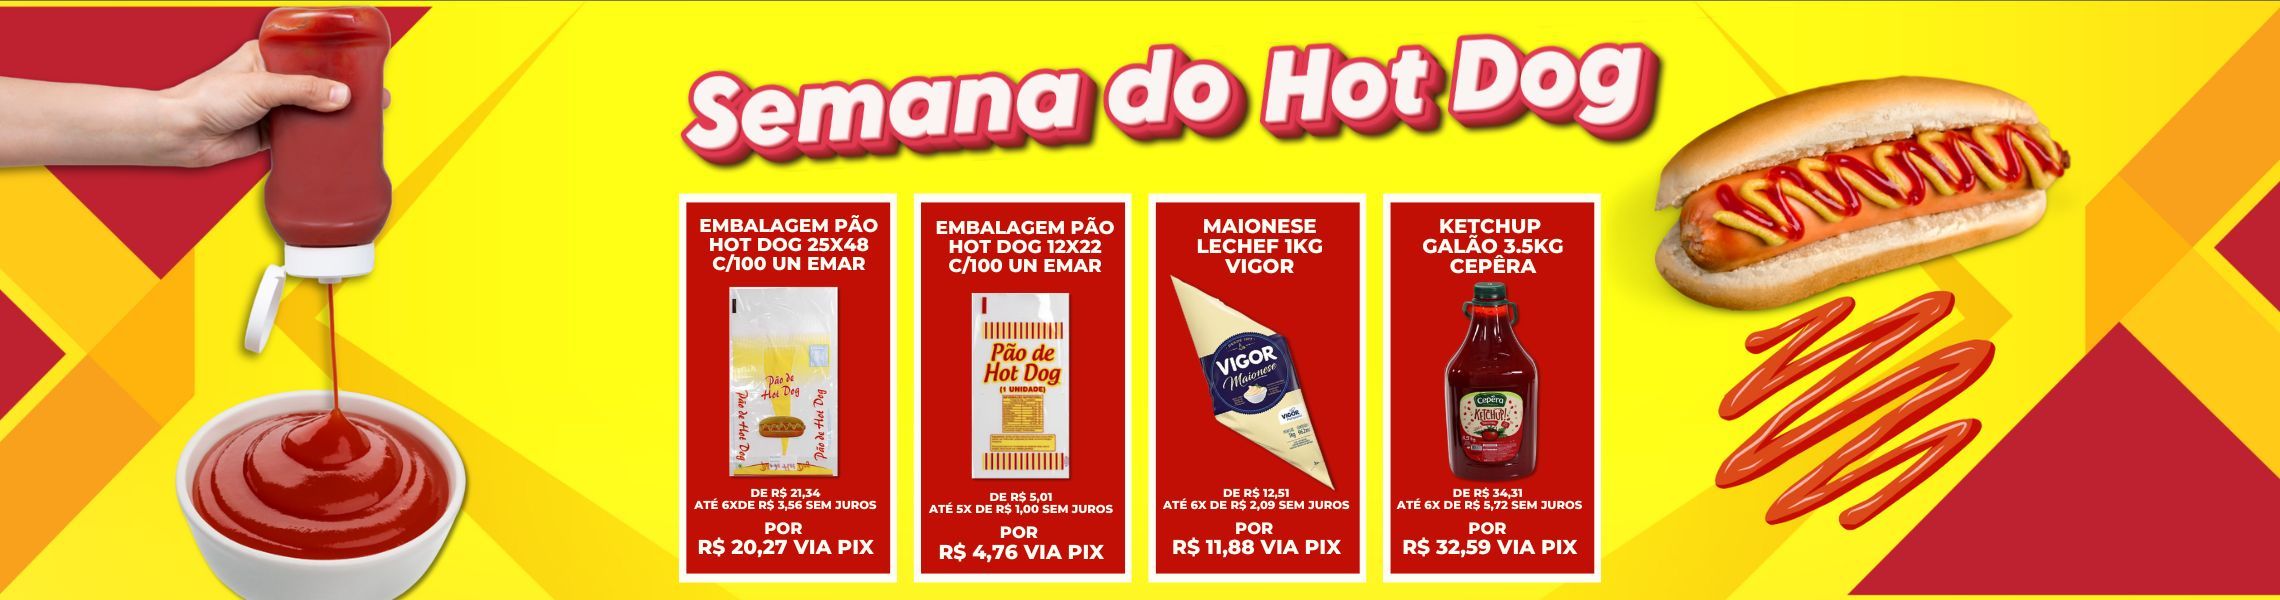 Semana do Hot Dog
EMBALAGEM PÃO
HOT DOG 25X48
C/100 UN EMAR
Pão de
Hot Dog
Pão de Hot Dog
Pão de Hot Dog
DE R$ 21,34
ATÉ 6XDE R$ 3,56 SEM JUROS
POR
R$ 20,27 VIA PIX
EMBALAGEM PÃO
HOT DOG 12X22
C/100 UN EMAR
Pão de
Hot Dog
(1 UNIDADE)
DE R$ 5,01
ATÉ 5X DE R$ 1,00 SEM JUROS
POR
R$ 4,76 VIA PIX
MAIONESE
LECHEF 1KG
VIGOR
VIGOR
Maionese
VIGOR
DE R$ 12,51
ATÉ 6X DE R$ 2,09 SEM JUROS
POR
R$ 11,88 VIA PIX
KETCHUP
GALÃO 3.5KG
CEPÊRA
Cepêra
KETCHUP!
DE R$ 34,31
ATÉ 6X DE R$ 5,72 SEM JUROS
POR
R$ 32,59 VIA PIX